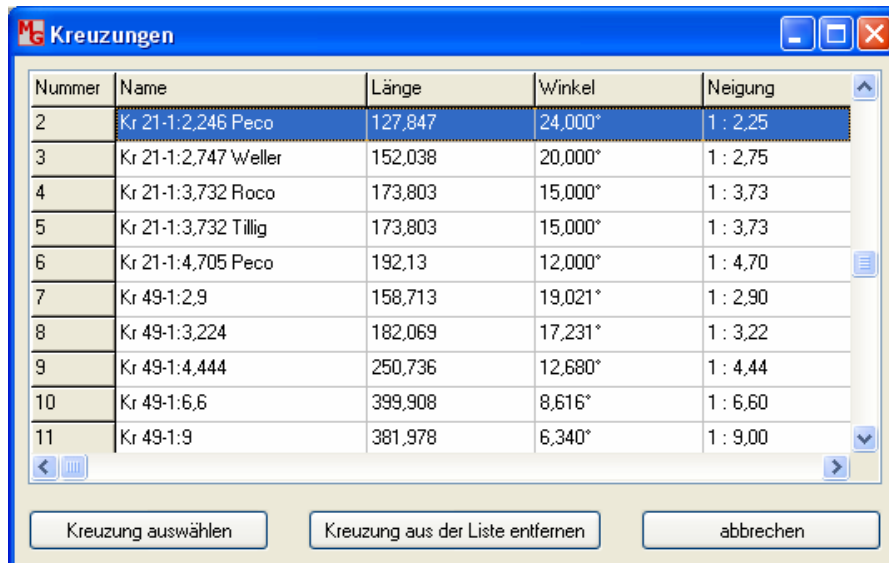 MG Kreuzungen
Nummer Name Länge Winkel Neigung
2 Kr 21-1:2,246 Peco 127,847 24,000° 1 : 2,25
3 Kr 21-1:2,747 Weller 152,038 20,000° 1 : 2,75
4 Kr 21-1:3,732 Roco 173,803 15,000° 1 : 3,73
5 Kr 21-1:3,732 Tillig 173,803 15,000° 1 : 3,73
6 Kr 21-1:4,705 Peco 192,13 12,000° 1 : 4,70
7 Kr 49-1:2,9 158,713 19,021° 1 : 2,90
8 Kr 49-1:3,224 182,069 17,231° 1 : 3,22
9 Kr 49-1:4,444 250,736 12,680° 1 : 4,44
10 Kr 49-1:6,6 399,908 8,616° 1 : 6,60
11 Kr 49-1:9 381,978 6,340° 1 : 9,00
Kreuzung auswählen Kreuzung aus der Liste entfernen abbrechen